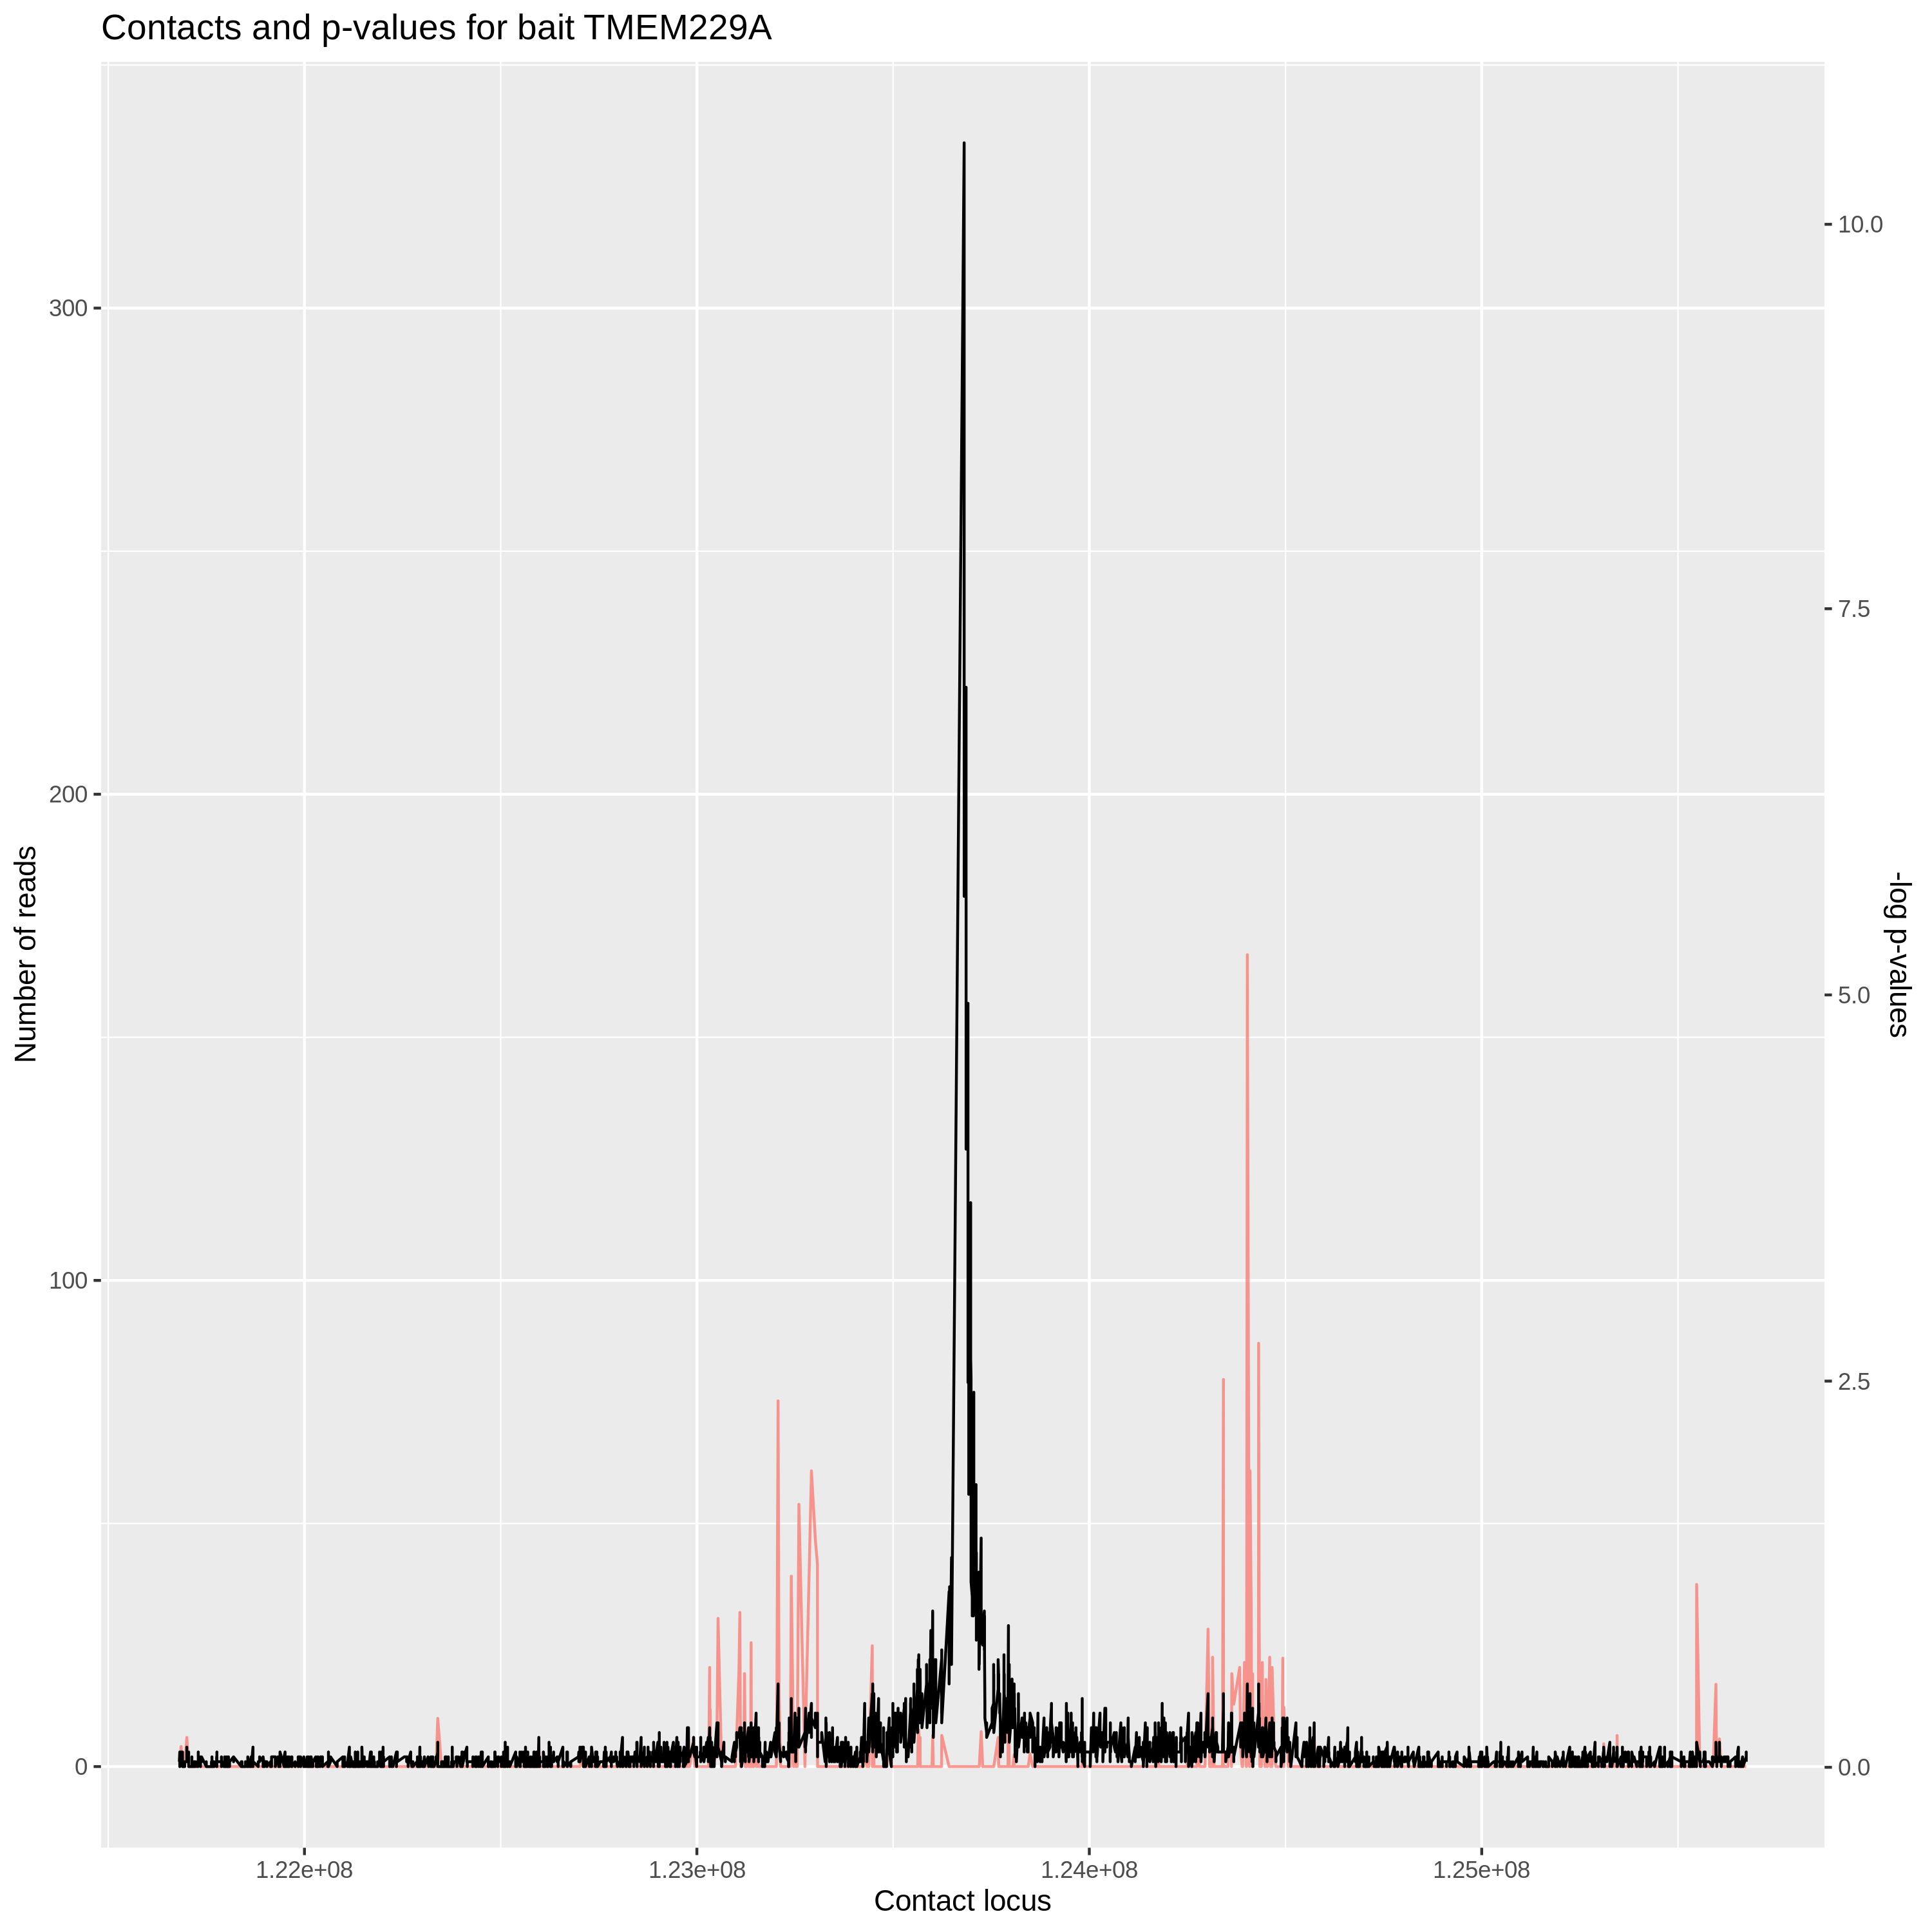 Contacts and p-values for bait TMEM229A
Number of reads
300
200
100
0
10.0
7.5
5.0
2.5
0.0
-log p-values
1.22e+08
1.23e+08
1.24e+08
1.25e+08
Contact locus